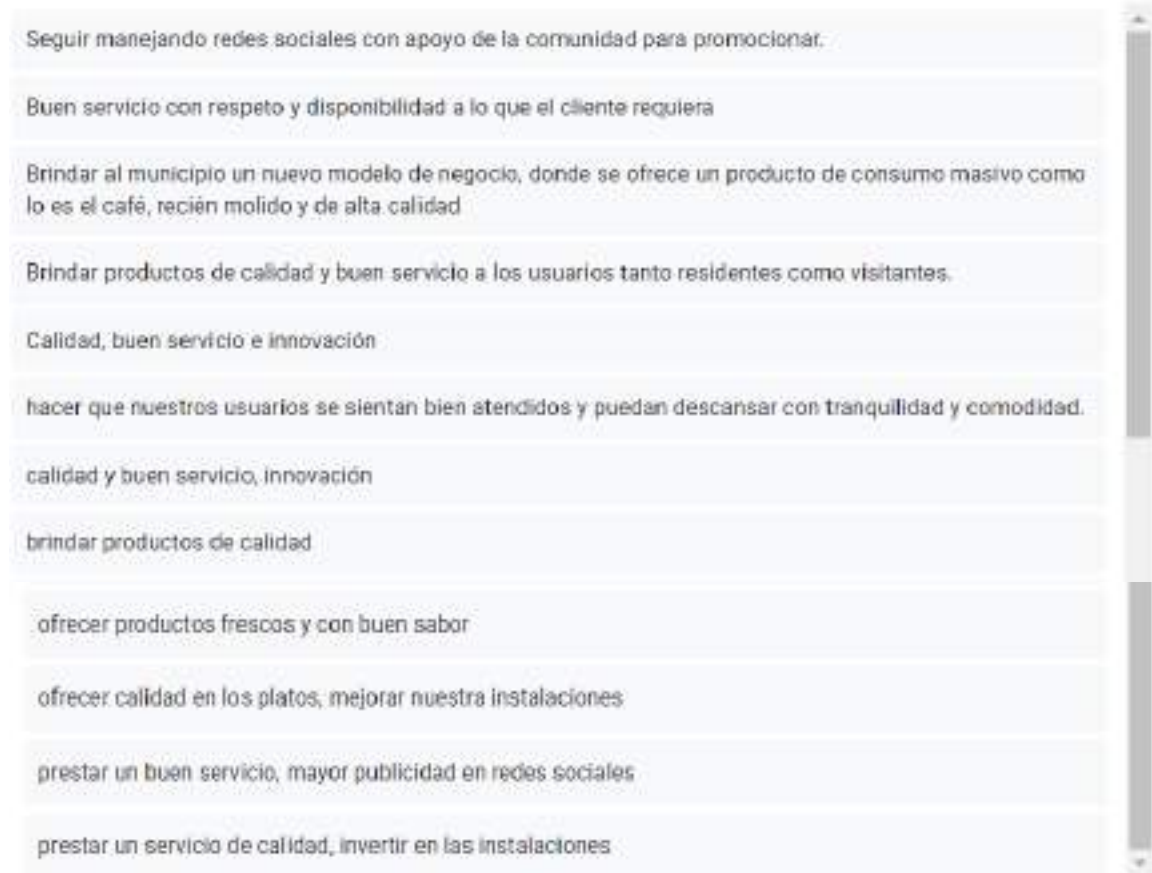 Seguir manejando redes sociales con apoyo de la comunidad para promocionar.
Buen servicio con respeto y disponibilidad a lo que el cliente requiera
Brindar al municipio un nuevo modelo de negocio, donde se ofrece un producto de consumo masivo como
lo es el café, recién molido y de alta calidad
Brindar productos de calidad y buen servicio a los usuarios tanto residentes como visitantes.
Calidad, buen servicio e innovación
hacer que nuestros usuarios se sientan bien atendidos y puedan descansar con tranquilidad y comodidad.
calidad y buen servicio, innovación
brindar productos de calidad
ofrecer productos frescos y con buen sabor
ofrecer calidad en los platos, mejorar nuestra instalaciones
prestar un buen servicio, mayor publicidad en redes sociales
prestar un servicio de calidad, invertir en las instalaciones